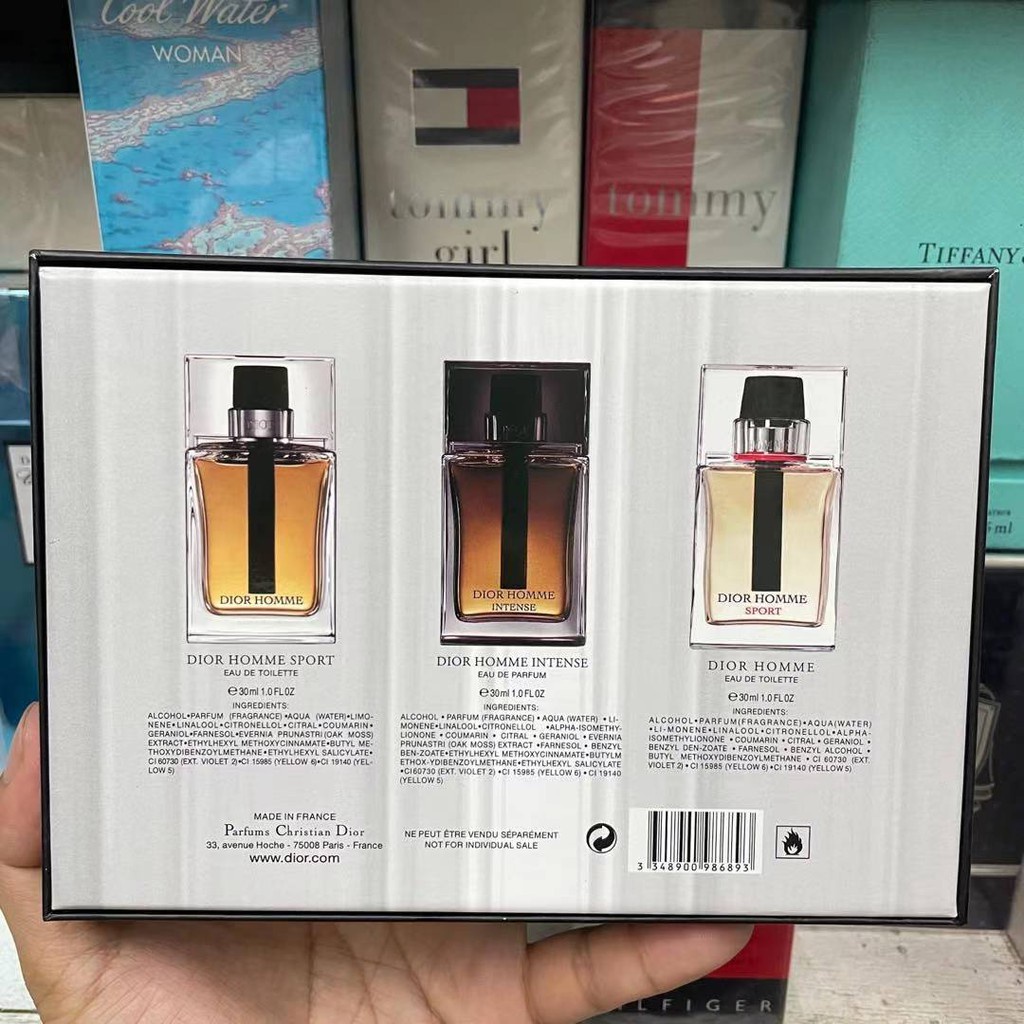 Cool Water
WOMAN
tommy
girl
tommy
TIFFANY
DIOR HOMME
DIOR HOMME
INTENSE
DIOR HOMME
SPORT
DIOR HOMME SPORT
EAU DE TOILETTE
e 30ml 1.0 FL.OZ
INGREDIENTS:
ALCOHOL•PARFUM (FRAGRANCE)•AQUA (WATER)•LIMO-
NENE•LINALOOL•CITRONELLOL•CITRAL•COUMARIN•
GERANIOL•FARNESOL•EVERNIA PRUNASTRI(OAK MOSS)
EXTRACT•ETHYLHEXYL METHOXYCINNAMATE•BUTYL ME-
THOXYDIBENZOYLMETHANE•ETHYLHEXYL SALICYLATE•
CI 60730 (EXT. VIOLET 2)•CI 15985 (YELLOW 6)•CI 19140 (YEL-
LOW 5)
DIOR HOMME INTENSE
EAU DE PARFUM
e 30ml 1.0 FL.OZ
INGREDIENTS:
ALCOHOL • PARFUM (FRAGRANCE) • AQUA (WATER) • LI-
MONENE•LINALOOL•CITRONELLOL •ALPHA-ISOMETHY-
LIONONE • COUMARIN • CITRAL • GERANIOL • EVERNIA
PRUNASTRI (OAK MOSS) EXTRACT • FARNESOL • BENZYL
BEN-ZOATE•ETHYLHEXYL METHOXYCINNAMATE•BUTYLM
ETHOX-YDIBENZOYLMETHANE•ETHYLHEXYL SALICYLATE
•CI60730 (EXT. VIOLET 2) • CI 15985 (YELLOW 6) • CI 19140
(YELLOW 5)
DIOR HOMME
EAU DE TOILETTE
e 30ml 1.0 FL.OZ
INGREDIENTS:
ALCOHOL•PARFUM(FRAGRANCE)•AQUA(WATER)
•LI-MONENE•LINALOOL•CITRONELLOL•ALPHA-
ISOMETHYLIONONE • COUMARIN • CITRAL • GERANIOL •
BENZYL DEN-ZOATE • FARNESOL • BENZYL ALCOHOL •
BUTYL METHOXYDIBENZOYLMETHANE • CI 60730 (EXT.
VIOLET 2) • CI 15985 (YELLOW 6) • CI 19140 (YELLOW 5)
MADE IN FRANCE
Parfums Christian Dior
33, avenue Hoche - 75008 Paris - France
www.dior.com
NE PEUT ÊTRE VENDU SÉPARÉMENT
NOT FOR INDIVIDUAL SALE
3 348900 986893
LFIGER